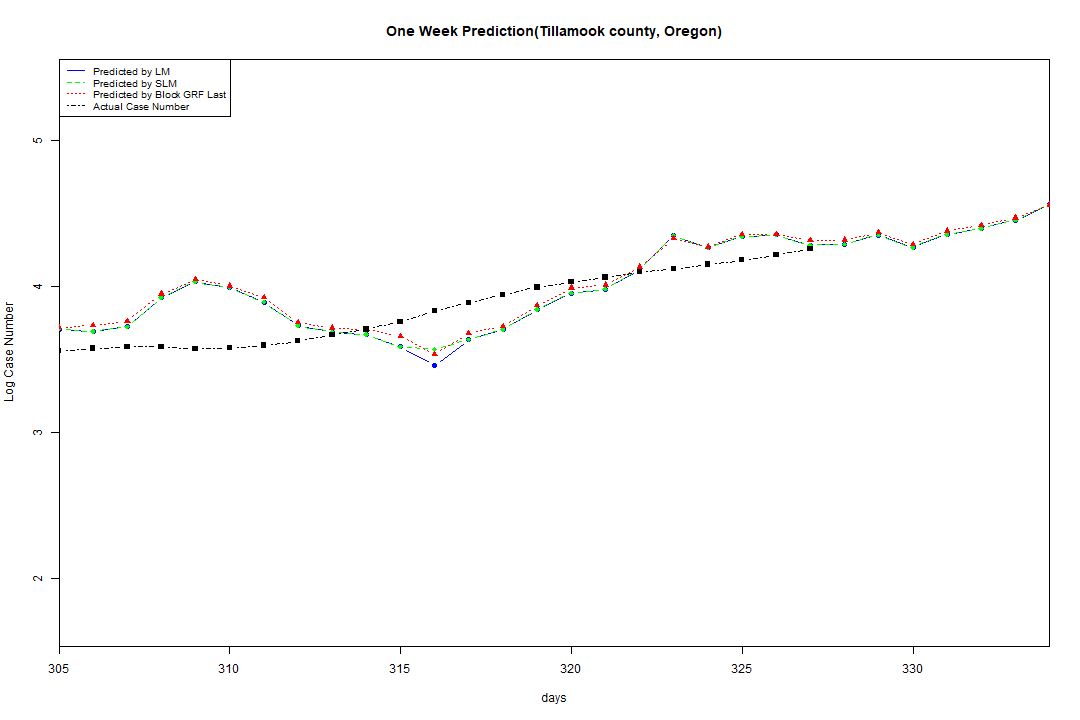 One Week Prediction(Tillamook county, Oregon)
Predicted by LM
Predicted by SLM
Predicted by Block GRF Last
Actual Case Number
5
4
3
2
Log Case Number
305 310 315 320 325 330
days